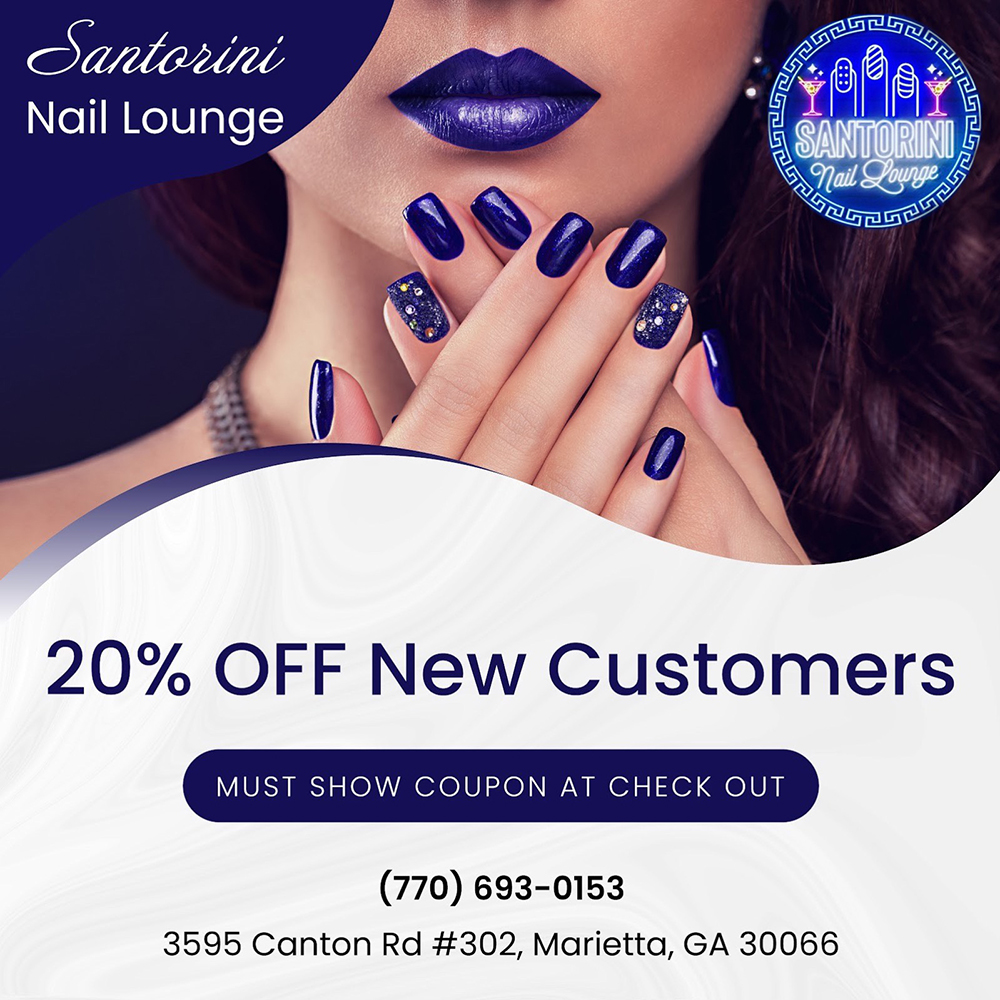 Santorini
Nail Lounge
SANTORINI
Nail Lounge
20% OFF New Customers
MUST SHOW COUPON AT CHECK OUT
(770) 693-0153
3595 Canton Rd #302, Marietta, GA 30066